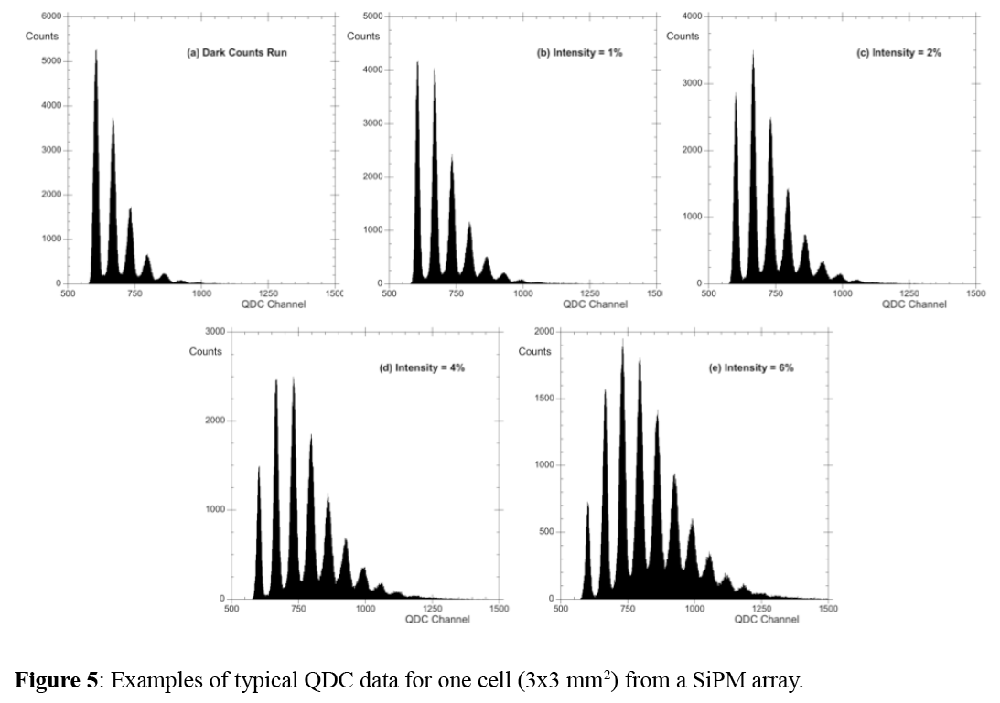 6000
Counts
(a) Dark Counts Run
5000
4000
3000
2000
1000
0
500 750 1000 1250 1500
QDC Channel
5000
Counts
(b) Intensity = 1%
4000
3000
2000
1000
0
500 750 1000 1250 1500
QDC Channel
4000
Counts
(c) Intensity = 2%
3000
2000
1000
0
500 750 1000 1250 1500
QDC Channel
3000
Counts
(d) Intensity = 4%
2000
1000
0
500 750 1000 1250 1500
QDC Channel
2000
Counts
(e) Intensity = 6%
1500
1000
500
0
500 750 1000 1250 1500
QDC Channel
Figure 5: Examples of typical QDC data for one cell (3x3 mm²) from a SiPM array.